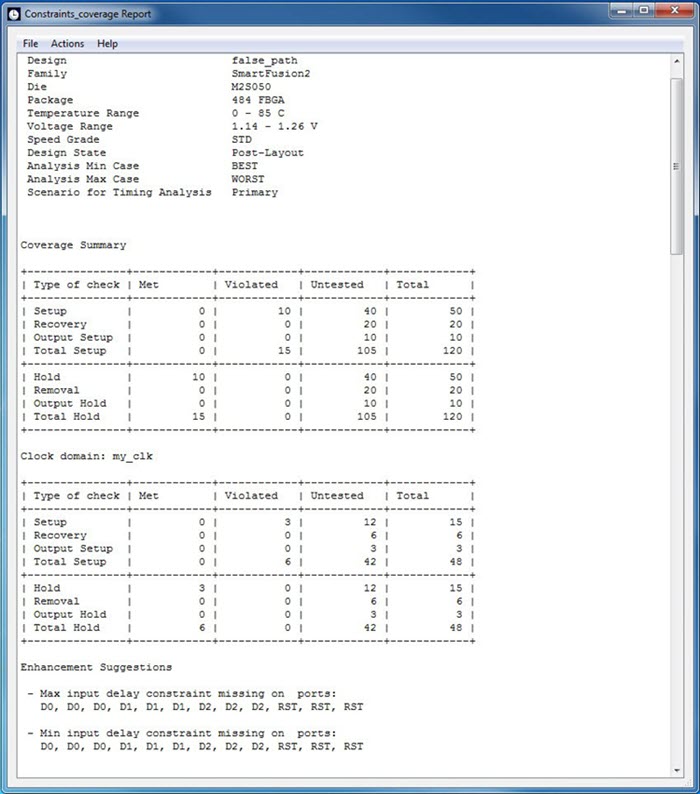 Constraints_coverage Report
File Actions Help
Design false_path
Family SmartFusion2
Die M2S050
Package 484 FBGA
Temperature Range 0 - 85 C
Voltage Range 1.14 - 1.26 V
Speed Grade STD
Design State Post-Layout
Analysis Min Case BEST
Analysis Max Case WORST
Scenario for Timing Analysis Primary
Coverage Summary
+--------------+-------------+-------------+-------------+-------------+
| Type of check | Met | Violated | Untested | Total |
+--------------+-------------+-------------+-------------+-------------+
| Setup | 0 | 10 | 40 | 50 |
| Recovery | 0 | 0 | 20 | 20 |
| Output Setup | 0 | 0 | 10 | 10 |
| Total Setup | 0 | 15 | 105 | 120 |
+--------------+-------------+-------------+-------------+-------------+
| Hold | 10 | 0 | 40 | 50 |
| Removal | 0 | 0 | 20 | 20 |
| Output Hold | 0 | 0 | 10 | 10 |
| Total Hold | 15 | 0 | 105 | 120 |
+--------------+-------------+-------------+-------------+-------------+
Clock domain: my_clk
+--------------+-------------+-------------+-------------+-------------+
| Type of check | Met | Violated | Untested | Total |
+--------------+-------------+-------------+-------------+-------------+
| Setup | 0 | 3 | 12 | 15 |
| Recovery | 0 | 0 | 6 | 6 |
| Output Setup | 0 | 0 | 3 | 3 |
| Total Setup | 0 | 6 | 42 | 48 |
+--------------+-------------+-------------+-------------+-------------+
| Hold | 3 | 0 | 12 | 15 |
| Removal | 0 | 0 | 6 | 6 |
| Output Hold | 0 | 0 | 3 | 3 |
| Total Hold | 6 | 0 | 42 | 48 |
+--------------+-------------+-------------+-------------+-------------+
Enhancement Suggestions
- Max input delay constraint missing on ports:
D0, D0, D0, D1, D1, D1, D2, D2, D2, RST, RST, RST
- Min input delay constraint missing on ports:
D0, D0, D0, D1, D1, D1, D2, D2, D2, RST, RST, RST